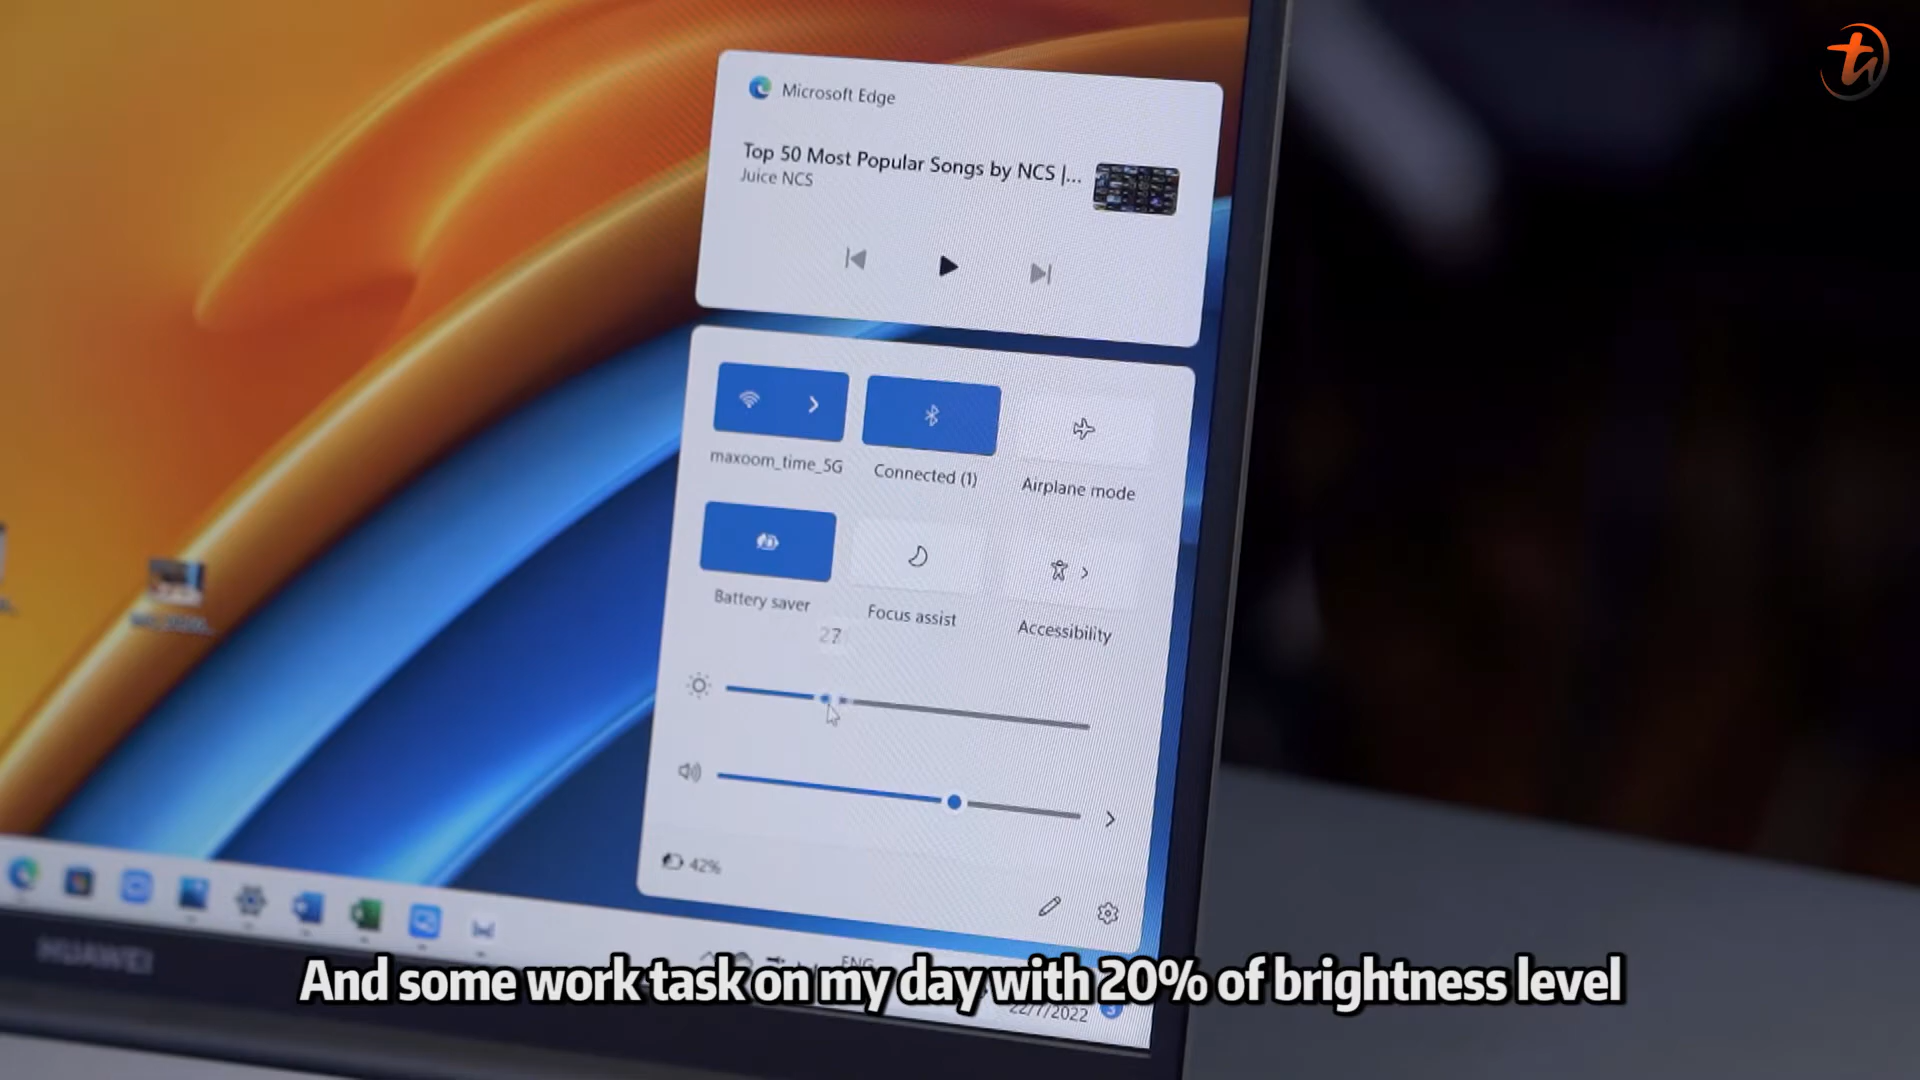 Microsoft Edge
Top 50 Most Popular Songs by NCS |...
Juice NCS
maxoom_time_5G
Connected (1)
Airplane mode
Battery saver
Focus assist
Accessibility
27
42%
HUAWEI
ENG
And some work task on my day with 20% of brightness level
22/7/2022
3